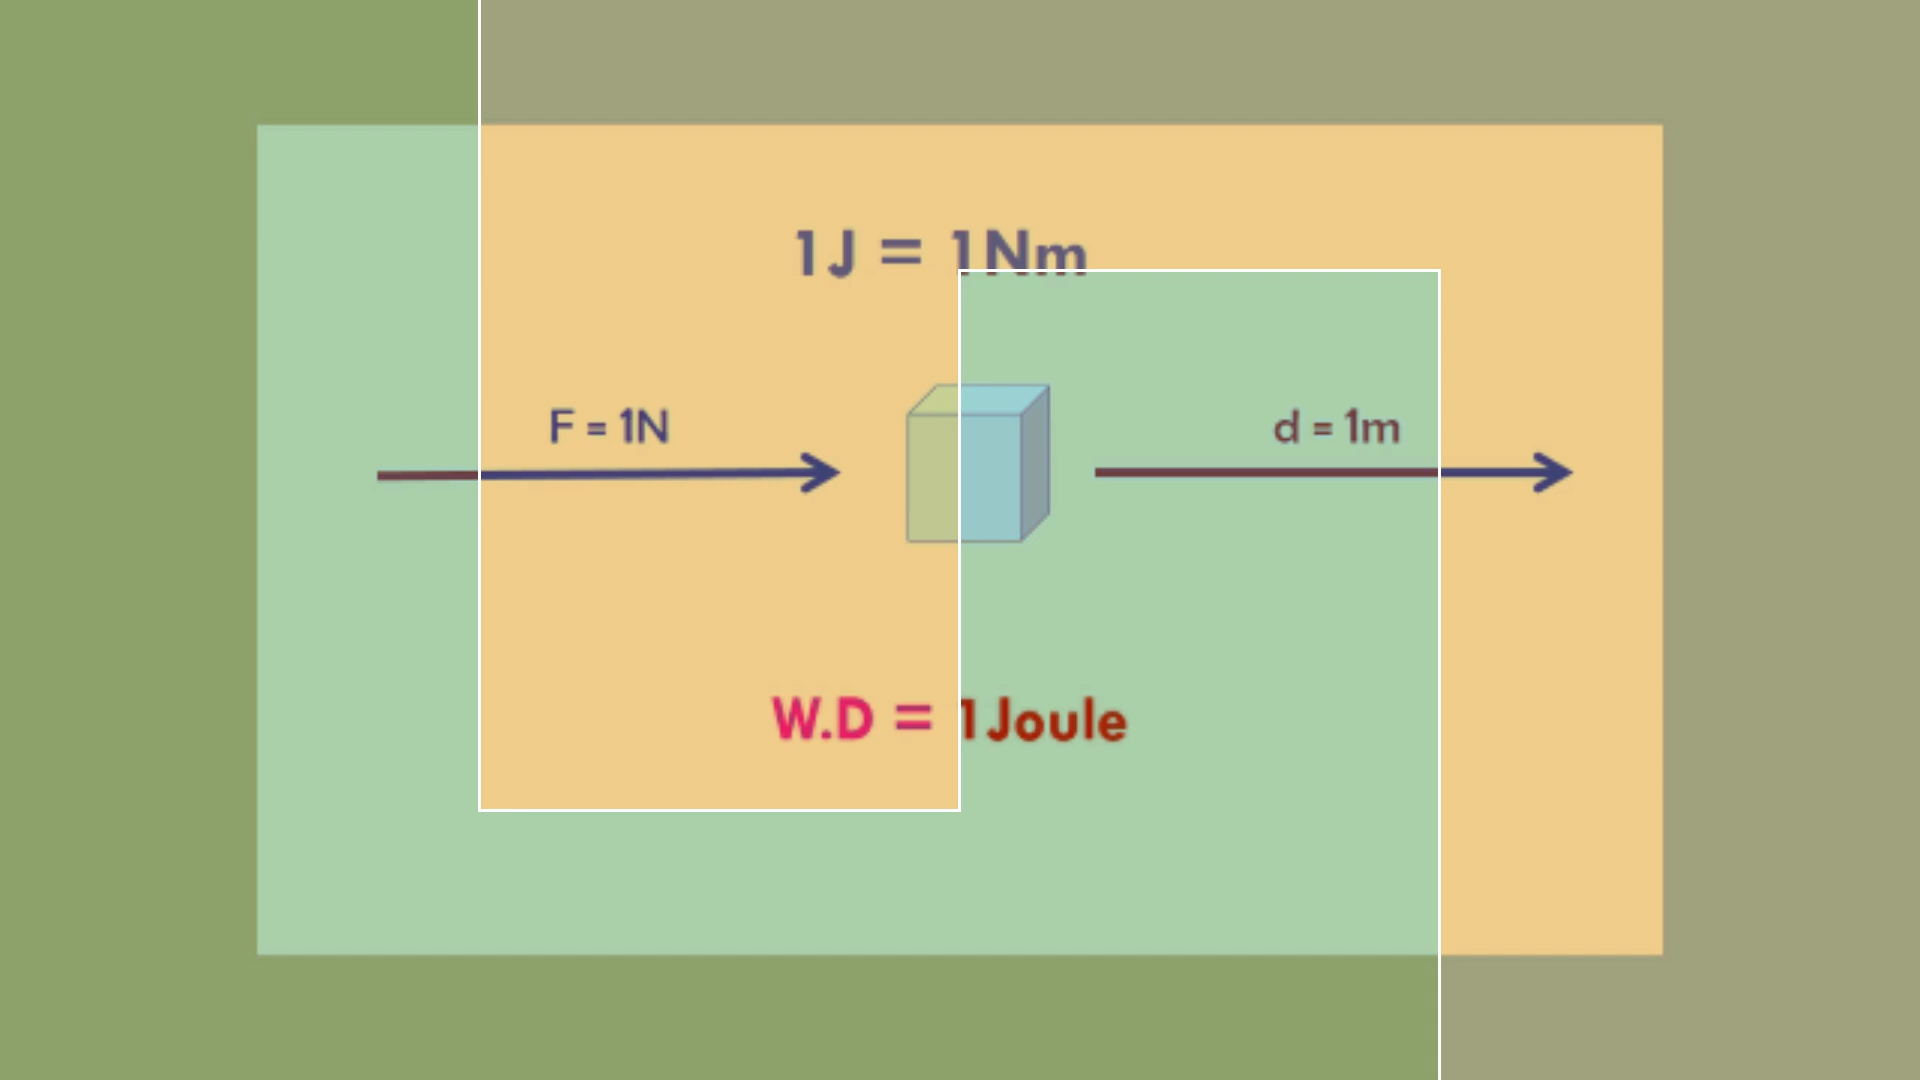 1J = 1Nm
F = 1N
d = 1m
W.D = 1Joule